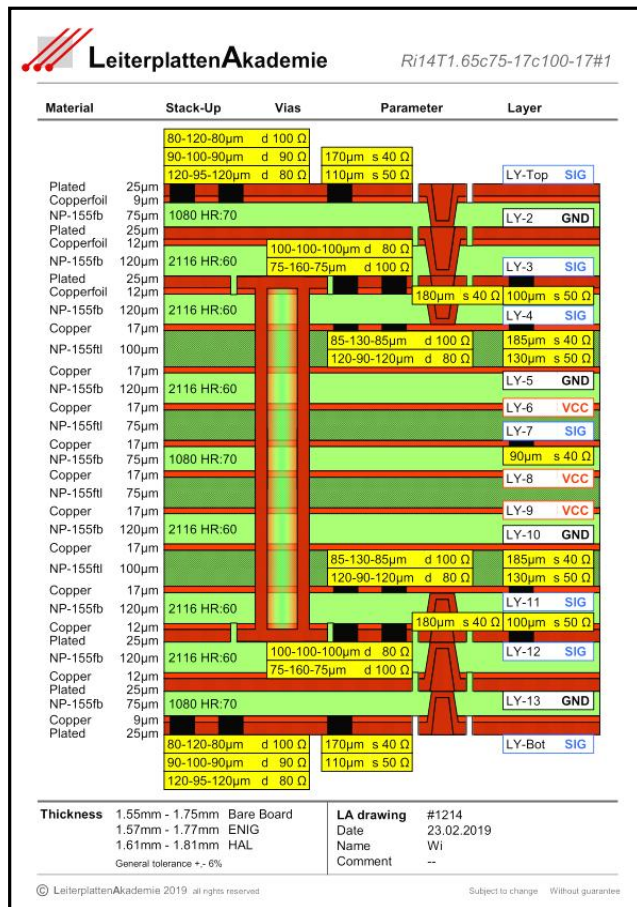 LeiterplattenAkademie
Ri14T1.65c75-17c100-17#1
Material Stack-Up Vias Parameter Layer
80-120-80µm d 100 Ω
90-100-90µm d 90 Ω 170µm s 40 Ω
120-95-120µm d 80 Ω 110µm s 50 Ω LY-Top SIG
Plated 25µm
Copperfoil 9µm
NP-155fb 75µm 1080 HR:70 LY-2 GND
Plated 25µm
Copperfoil 12µm 100-100-100µm d 80 Ω
NP-155fb 120µm 2116 HR:60 75-160-75µm d 100 Ω LY-3 SIG
Plated 25µm
Copperfoil 12µm 180µm s 40 Ω 100µm s 50 Ω
NP-155fb 120µm 2116 HR:60 LY-4 SIG
Copper 17µm
85-130-85µm d 100 Ω 185µm s 40 Ω
NP-155ftl 100µm 120-90-120µm d 80 Ω 130µm s 50 Ω
Copper 17µm
NP-155fb 120µm 2116 HR:60 LY-5 GND
Copper 17µm LY-6 VCC
NP-155ftl 75µm LY-7 SIG
Copper 17µm
NP-155fb 75µm 1080 HR:70 90µm s 40 Ω
Copper 17µm LY-8 VCC
NP-155ftl 75µm
Copper 17µm LY-9 VCC
NP-155fb 120µm 2116 HR:60 LY-10 GND
Copper 17µm
85-130-85µm d 100 Ω 185µm s 40 Ω
NP-155ftl 100µm 120-90-120µm d 80 Ω 130µm s 50 Ω
Copper 17µm
NP-155fb 120µm 2116 HR:60 LY-11 SIG
Copper 12µm 180µm s 40 Ω 100µm s 50 Ω
Plated 25µm
NP-155fb 120µm 2116 HR:60 100-100-100µm d 80 Ω LY-12 SIG
75-160-75µm d 100 Ω
Copper 12µm
Plated 25µm
NP-155fb 75µm 1080 HR:70 LY-13 GND
Copper 9µm
Plated 25µm
80-120-80µm d 100 Ω 170µm s 40 Ω LY-Bot SIG
90-100-90µm d 90 Ω 110µm s 50 Ω
120-95-120µm d 80 Ω
Thickness 1.55mm - 1.75mm Bare Board
1.57mm - 1.77mm ENIG
1.61mm - 1.81mm HAL
General tolerance +,- 6%
LA drawing #1214
Date 23.02.2019
Name Wi
Comment --
© LeiterplattenAkademie 2019 all rights reserved
Subject to change Without guarantee